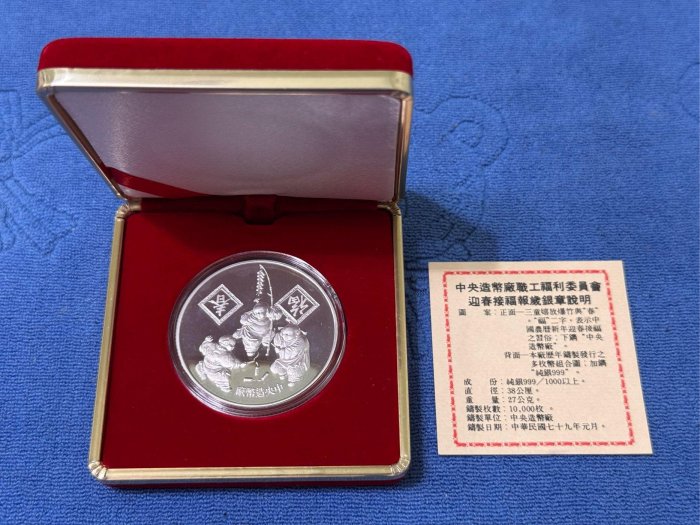 春 福
廠幣造央中
中央造幣廠職工福利委員會
迎春接福報歲銀章說明
圖　　案：正面—三童嬉放爆竹與"春"
、"福"二字。表示中
國農曆新年迎春接福
之習俗；下鐫"中央
造幣廠"。
背面—本廠歷年鑄製發行之
多枚幣組合圖；加鐫
"純銀999"。
成　　份：純銀999／1000以上。
直　　徑：38公厘。
重　　量：27公克。
鑄製枚數：10,000枚。
鑄製單位：中央造幣廠
鑄製日期：中華民國七十九年元月。